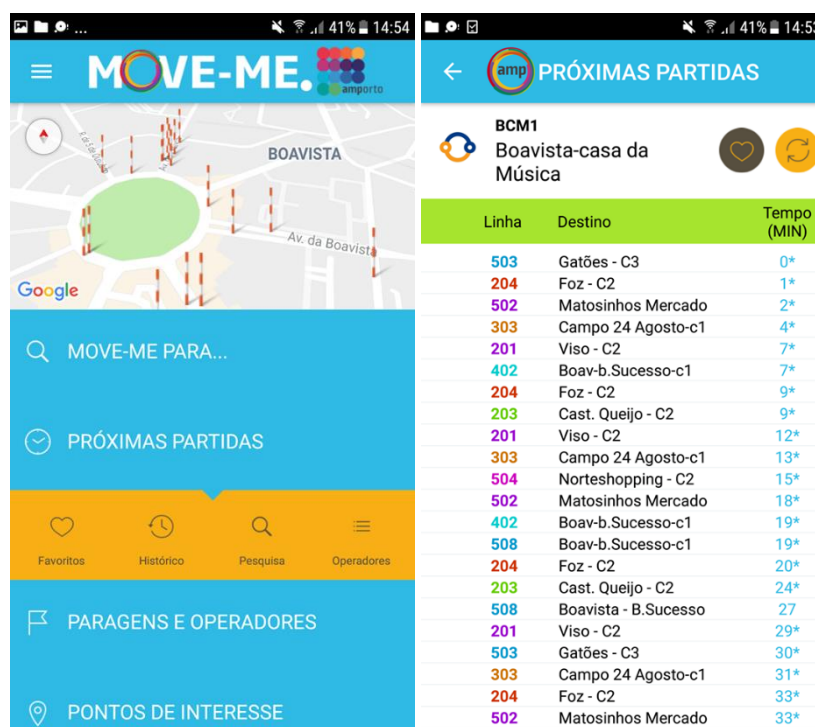 ... 41% 14:54
MOVE-ME.
amporto
BOAVISTA
Av. da Boavista
Google
MOVE-ME PARA...
PRÓXIMAS PARTIDAS
Favoritos Histórico Pesquisa Operadores
PARAGENS E OPERADORES
PONTOS DE INTERESSE
41% 14:53
amp PRÓXIMAS PARTIDAS
BCM1
Boavista-casa da
Música
Linha Destino Tempo (MIN)
503 Gatões - C3 0*
204 Foz - C2 1*
502 Matosinhos Mercado 2*
303 Campo 24 Agosto-c1 4*
201 Viso - C2 7*
402 Boav-b.Sucesso-c1 7*
204 Foz - C2 9*
203 Cast. Queijo - C2 9*
201 Viso - C2 12*
303 Campo 24 Agosto-c1 13*
504 Norteshopping - C2 15*
502 Matosinhos Mercado 18*
402 Boav-b.Sucesso-c1 19*
508 Boav-b.Sucesso-c1 19*
204 Foz - C2 20*
203 Cast. Queijo - C2 24*
508 Boavista - B.Sucesso 27
201 Viso - C2 29*
503 Gatões - C3 30*
303 Campo 24 Agosto-c1 31*
204 Foz - C2 33*
502 Matosinhos Mercado 33*